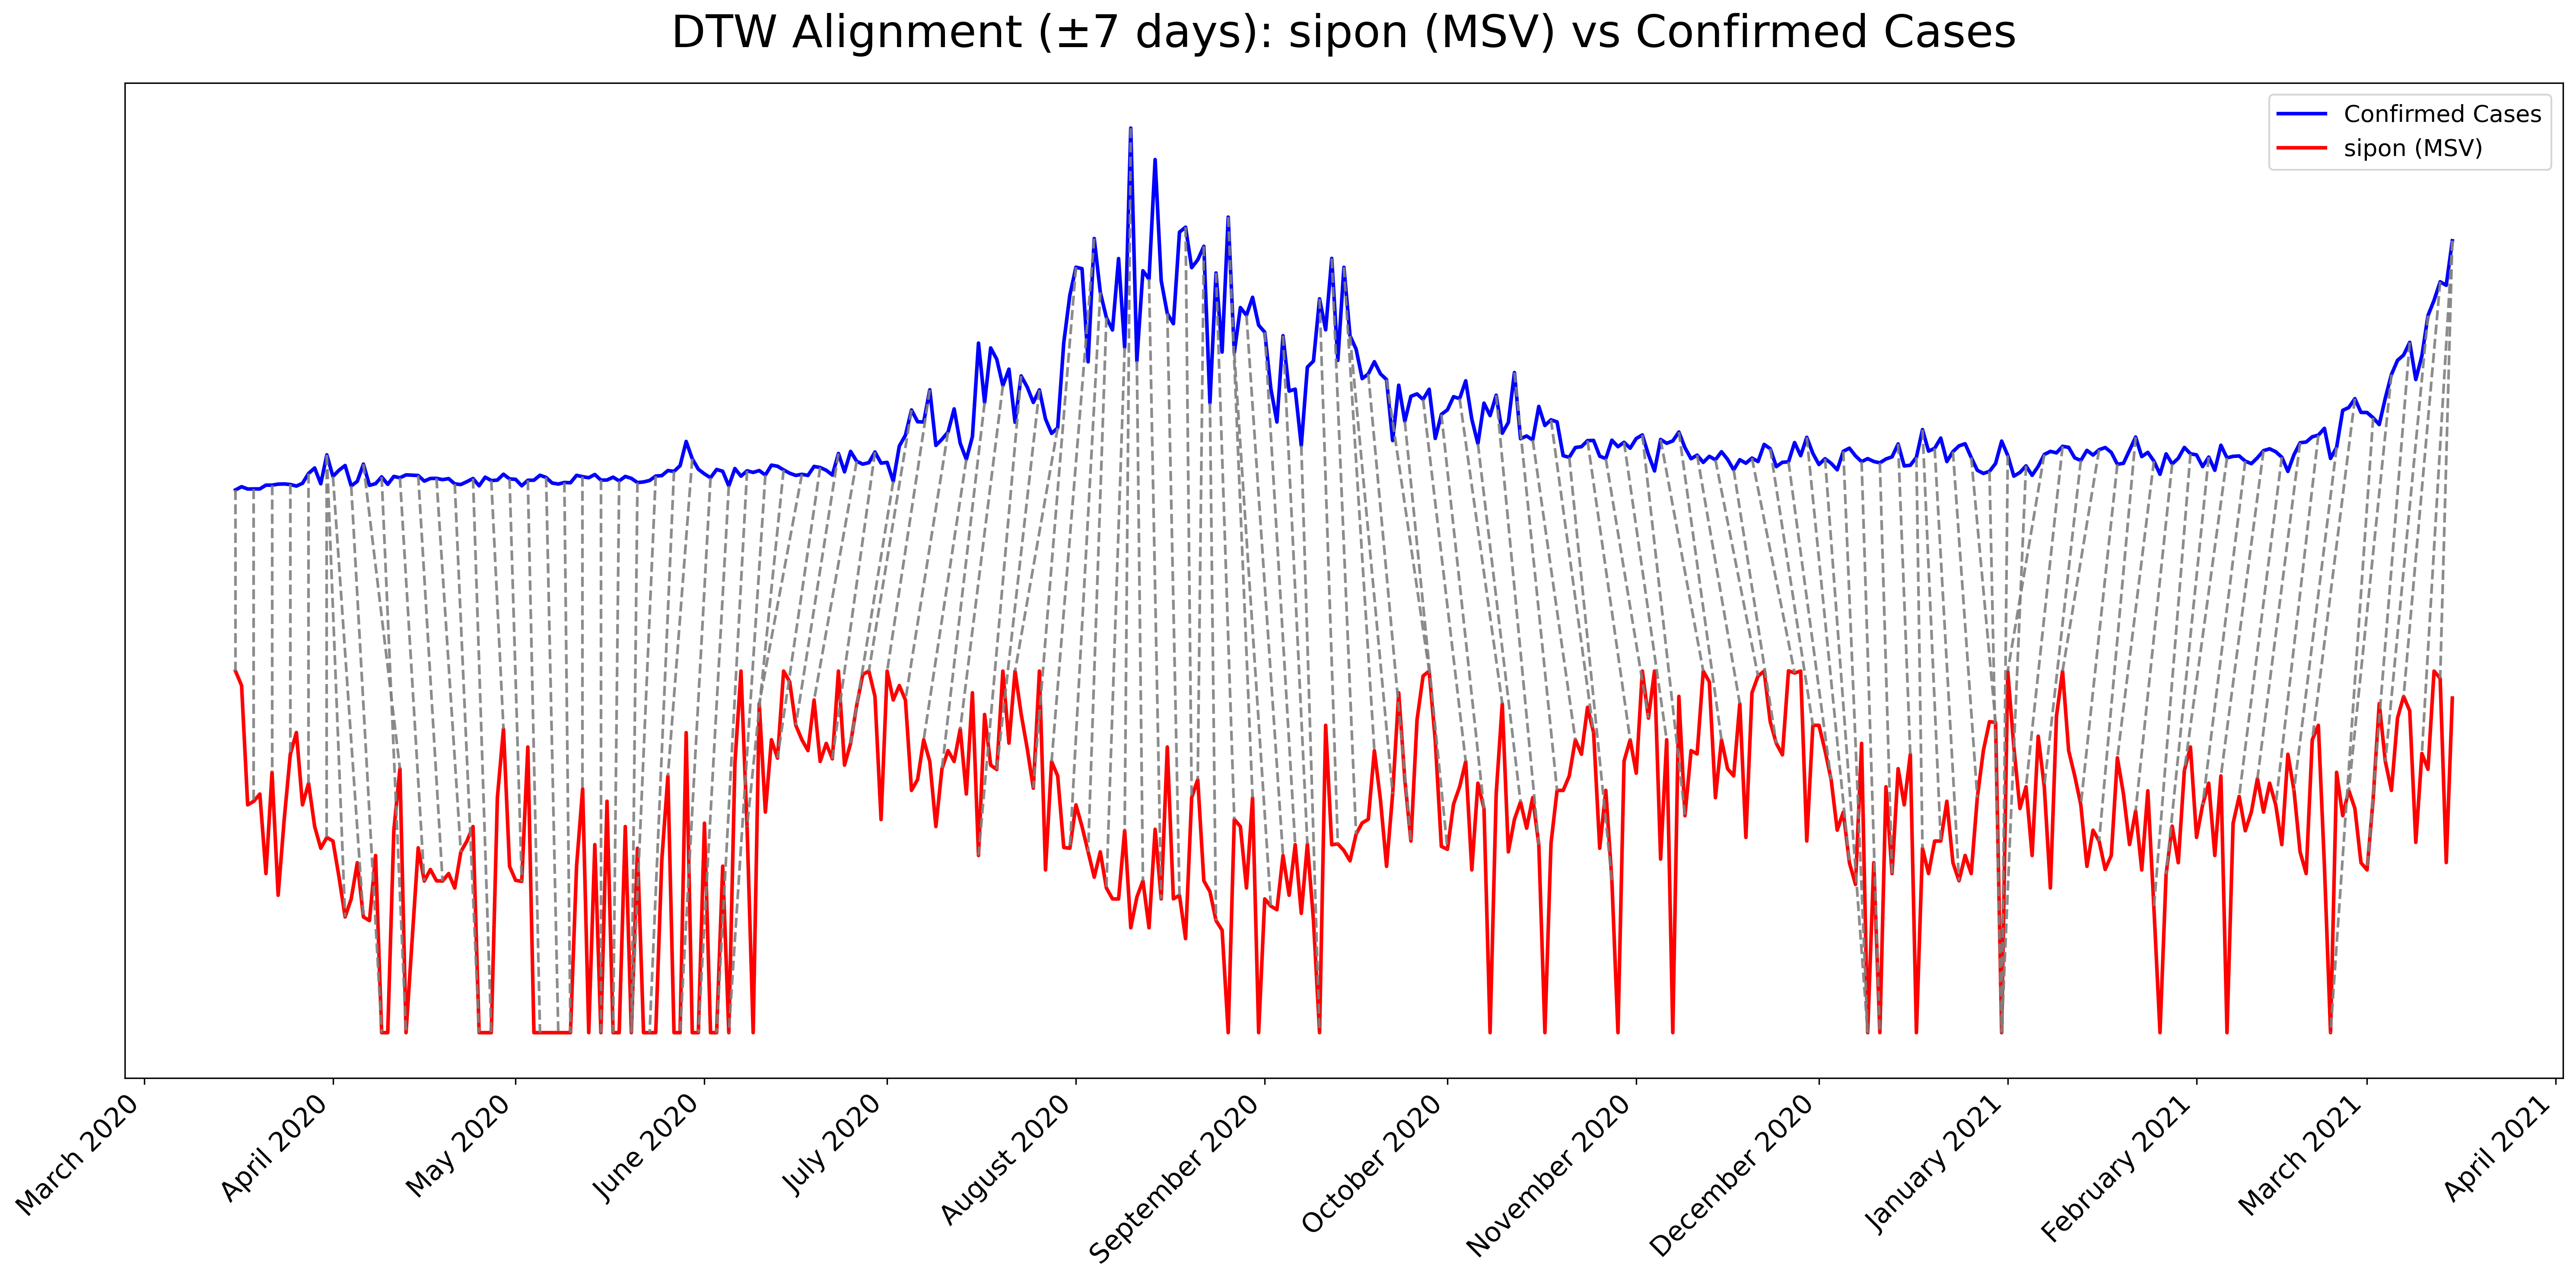 DTW Alignment (±7 days): sipon (MSV) vs Confirmed Cases
Confirmed Cases
sipon (MSV)
March 2020
April 2020
May 2020
June 2020
July 2020
August 2020
September 2020
October 2020
November 2020
December 2020
January 2021
February 2021
March 2021
April 2021